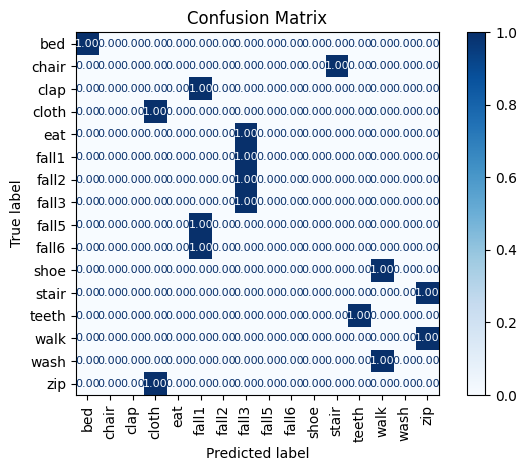 Confusion Matrix
bed 1.00 0.00 0.00 0.00 0.00 0.00 0.00 0.00 0.00 0.00 0.00 0.00 0.00 0.00 0.00 0.00
chair 0.00 0.00 0.00 0.00 0.00 0.00 0.00 0.00 0.00 0.00 0.00 1.00 0.00 0.00 0.00 0.00
clap 0.00 0.00 0.00 0.00 0.00 1.00 0.00 0.00 0.00 0.00 0.00 0.00 0.00 0.00 0.00 0.00
cloth 0.00 0.00 0.00 1.00 0.00 0.00 0.00 0.00 0.00 0.00 0.00 0.00 0.00 0.00 0.00 0.00
eat 0.00 0.00 0.00 0.00 0.00 0.00 0.00 1.00 0.00 0.00 0.00 0.00 0.00 0.00 0.00 0.00
fall1 0.00 0.00 0.00 0.00 0.00 0.00 0.00 1.00 0.00 0.00 0.00 0.00 0.00 0.00 0.00 0.00
fall2 0.00 0.00 0.00 0.00 0.00 0.00 0.00 1.00 0.00 0.00 0.00 0.00 0.00 0.00 0.00 0.00
fall3 0.00 0.00 0.00 0.00 0.00 0.00 0.00 1.00 0.00 0.00 0.00 0.00 0.00 0.00 0.00 0.00
fall5 0.00 0.00 0.00 0.00 0.00 1.00 0.00 0.00 0.00 0.00 0.00 0.00 0.00 0.00 0.00 0.00
fall6 0.00 0.00 0.00 0.00 0.00 1.00 0.00 0.00 0.00 0.00 0.00 0.00 0.00 0.00 0.00 0.00
shoe 0.00 0.00 0.00 0.00 0.00 0.00 0.00 0.00 0.00 0.00 0.00 0.00 0.00 1.00 0.00 0.00
stair 0.00 0.00 0.00 0.00 0.00 0.00 0.00 0.00 0.00 0.00 0.00 0.00 0.00 0.00 0.00 1.00
teeth 0.00 0.00 0.00 0.00 0.00 0.00 0.00 0.00 0.00 0.00 0.00 0.00 1.00 0.00 0.00 0.00
walk 0.00 0.00 0.00 0.00 0.00 0.00 0.00 0.00 0.00 0.00 0.00 0.00 0.00 0.00 0.00 1.00
wash 0.00 0.00 0.00 0.00 0.00 0.00 0.00 0.00 0.00 0.00 0.00 0.00 0.00 1.00 0.00 0.00
zip 0.00 0.00 0.00 1.00 0.00 0.00 0.00 0.00 0.00 0.00 0.00 0.00 0.00 0.00 0.00 0.00
True label
bed chair clap cloth eat fall1 fall2 fall3 fall5 fall6 shoe stair teeth walk wash zip
Predicted label
1.0
0.8
0.6
0.4
0.2
0.0